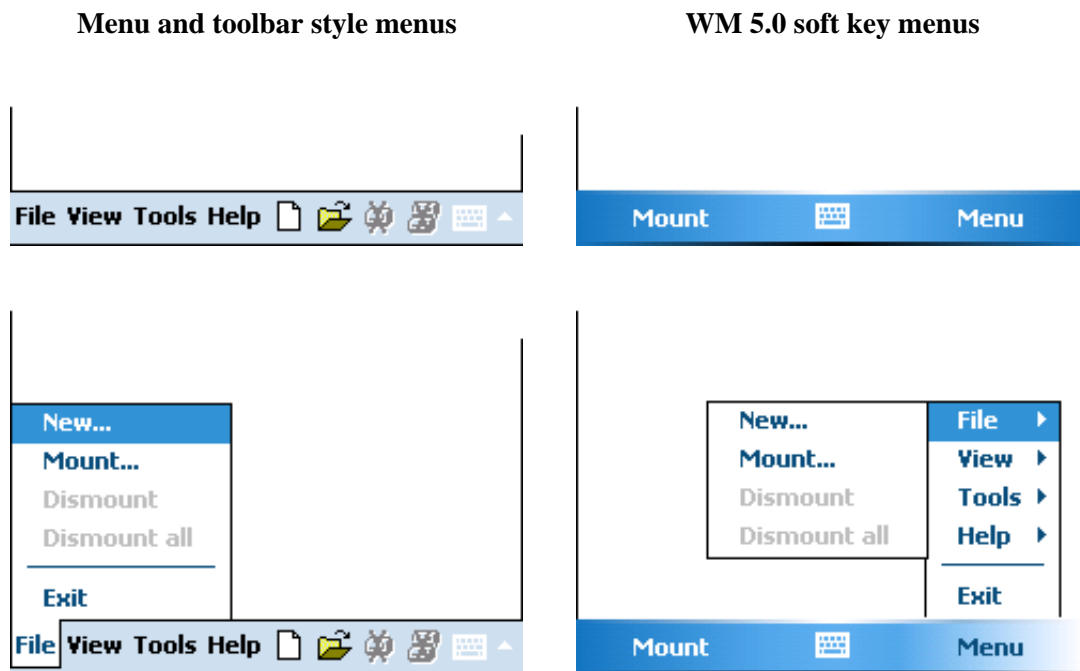 Menu and toolbar style menus
WM 5.0 soft key menus
File View Tools Help
Mount Menu
New...
Mount...
Dismount
Dismount all
Exit
File View Tools Help
New...
Mount...
Dismount
Dismount all
File
View
Tools
Help
Exit
Mount Menu